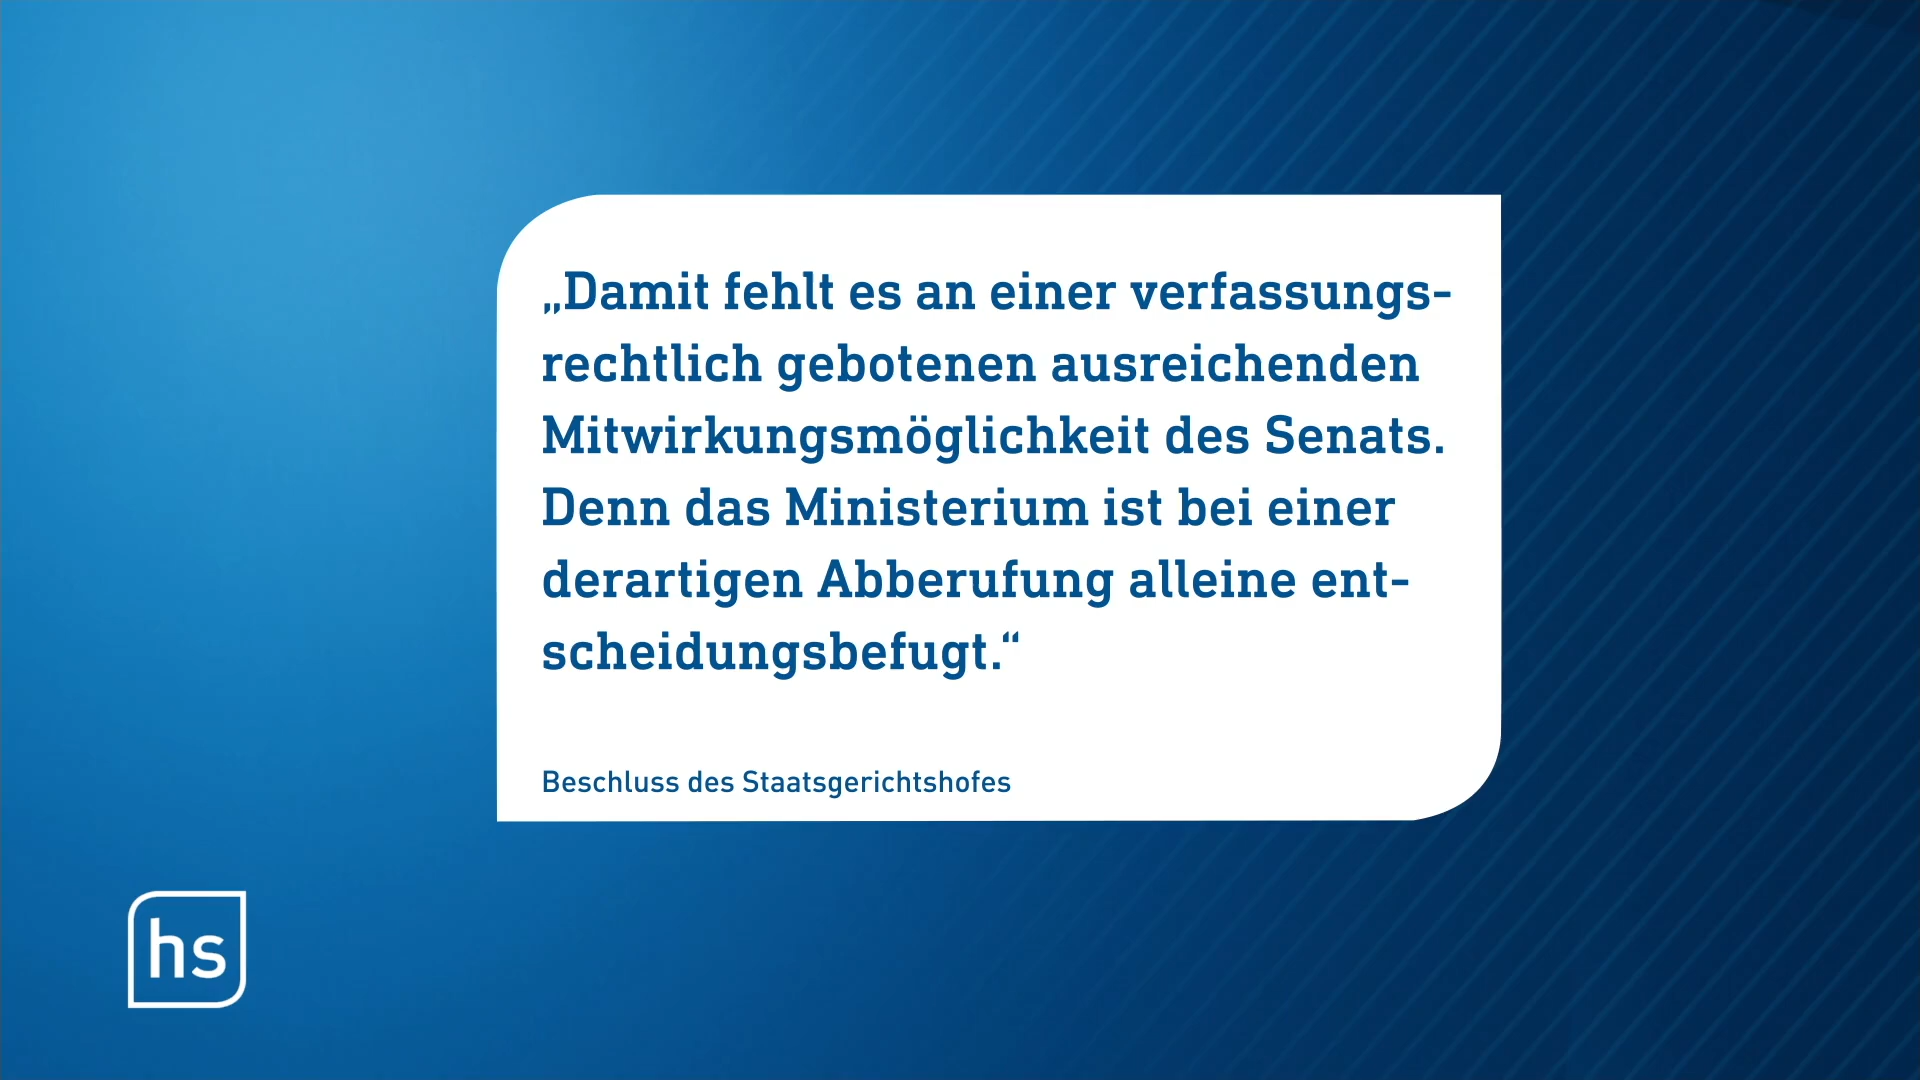 „Damit fehlt es an einer verfassungs-
rechtlich gebotenen ausreichenden
Mitwirkungsmöglichkeit des Senats.
Denn das Ministerium ist bei einer
derartigen Abberufung alleine ent-
scheidungsbefugt.“
Beschluss des Staatsgerichtshofes
hs